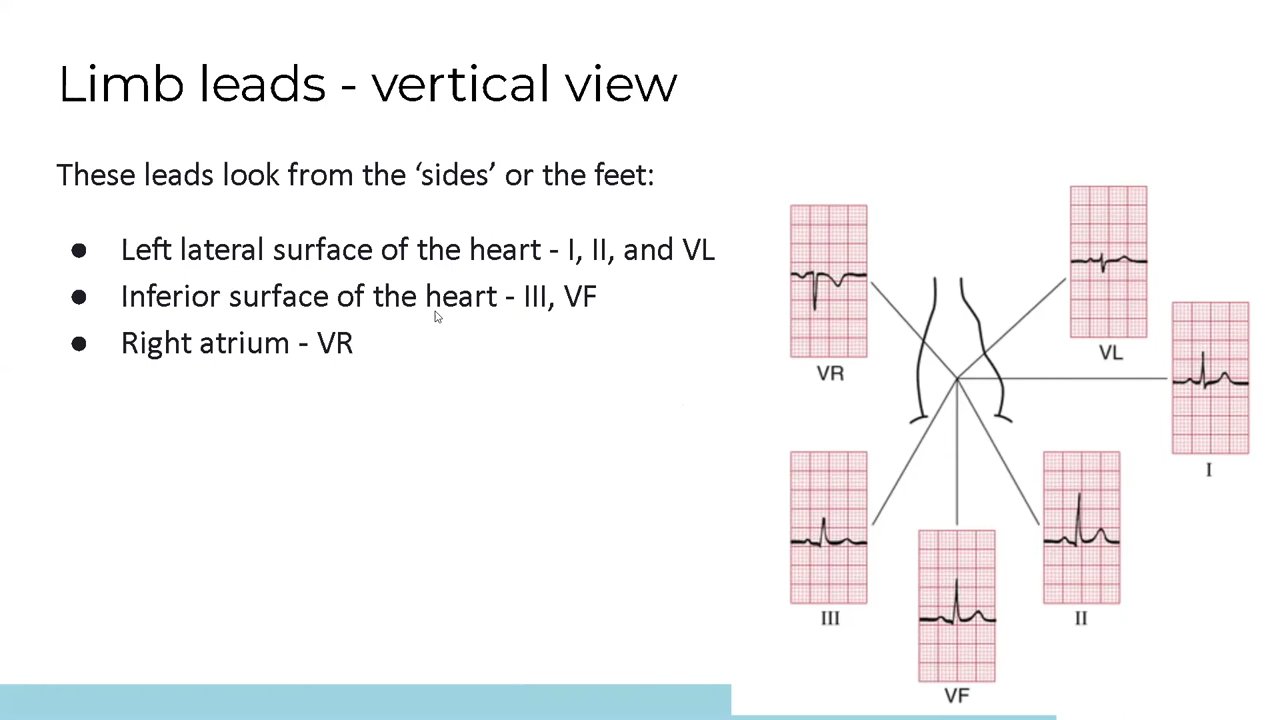 Limb leads - vertical view
These leads look from the ‘sides’ or the feet:
● Left lateral surface of the heart - I, II, and VL
● Inferior surface of the heart - III, VF
● Right atrium - VR
VR
VL
I
III
VF
II